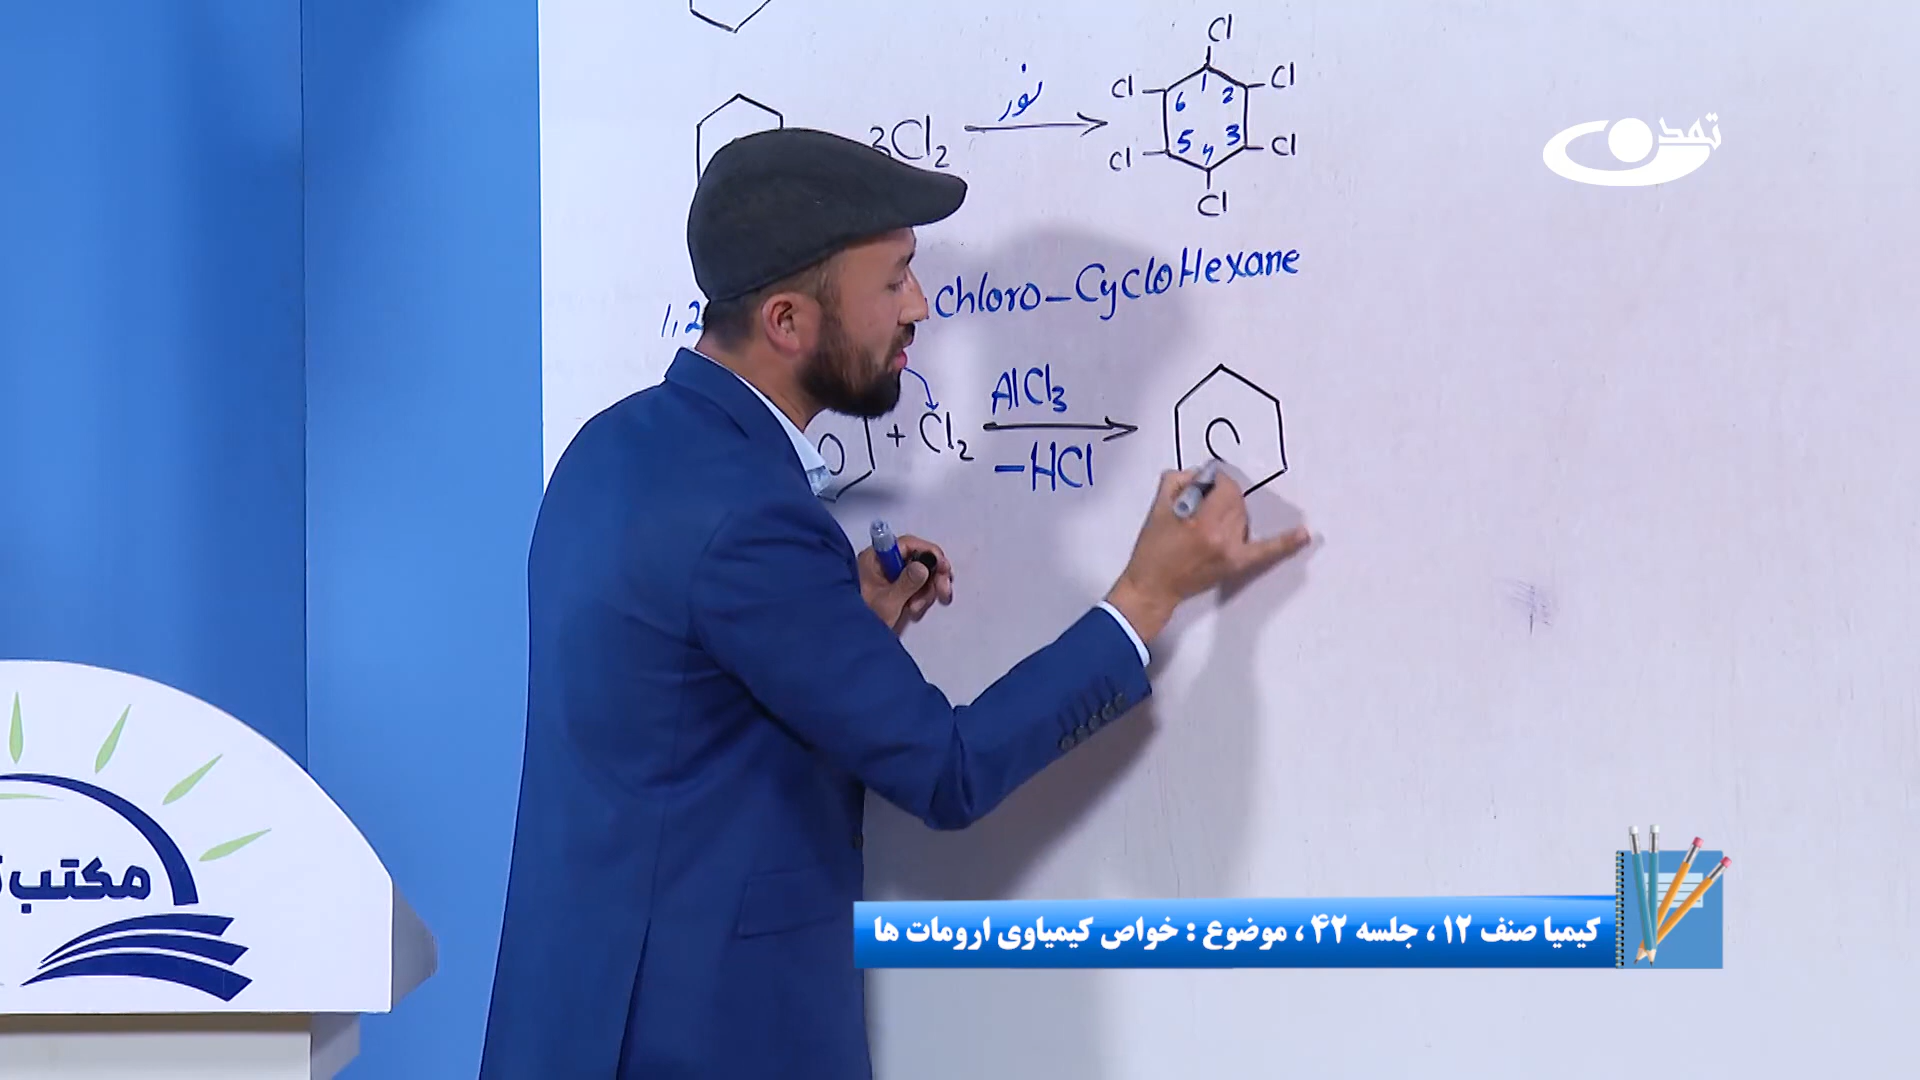 Cl
نور
Cl Cl
3Cl2
6 1 2
5 4 3
Cl Cl
Cl
تمدن
1,2
chloro-CycloHexane
AlCl3
+ Cl2
-HCl
مکتب
کیمیا صنف ۱۲ ، جلسه ۴۲ ، موضوع : خواص کیمیاوی ارومات ها